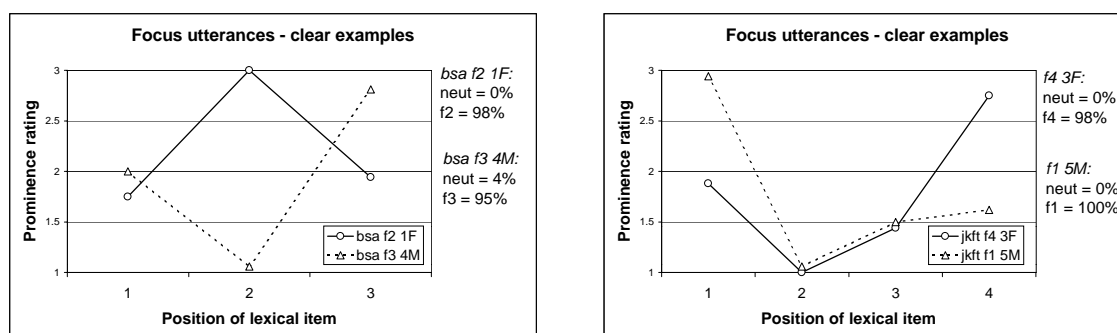 Focus utterances - clear examples
3
2.5
2
1.5
1
Prominence rating
1
2
3
Position of lexical item
bsa f2 1F
bsa f3 4M
bsa f2 1F:
neut = 0%
f2 = 98%
bsa f3 4M:
neut = 4%
f3 = 95%
Focus utterances - clear examples
3
2.5
2
1.5
1
Prominence rating
1
2
3
4
Position of lexical item
jkft f4 3F
jkft f1 5M
f4 3F:
neut = 0%
f4 = 98%
f1 5M:
neut = 0%
f1 = 100%